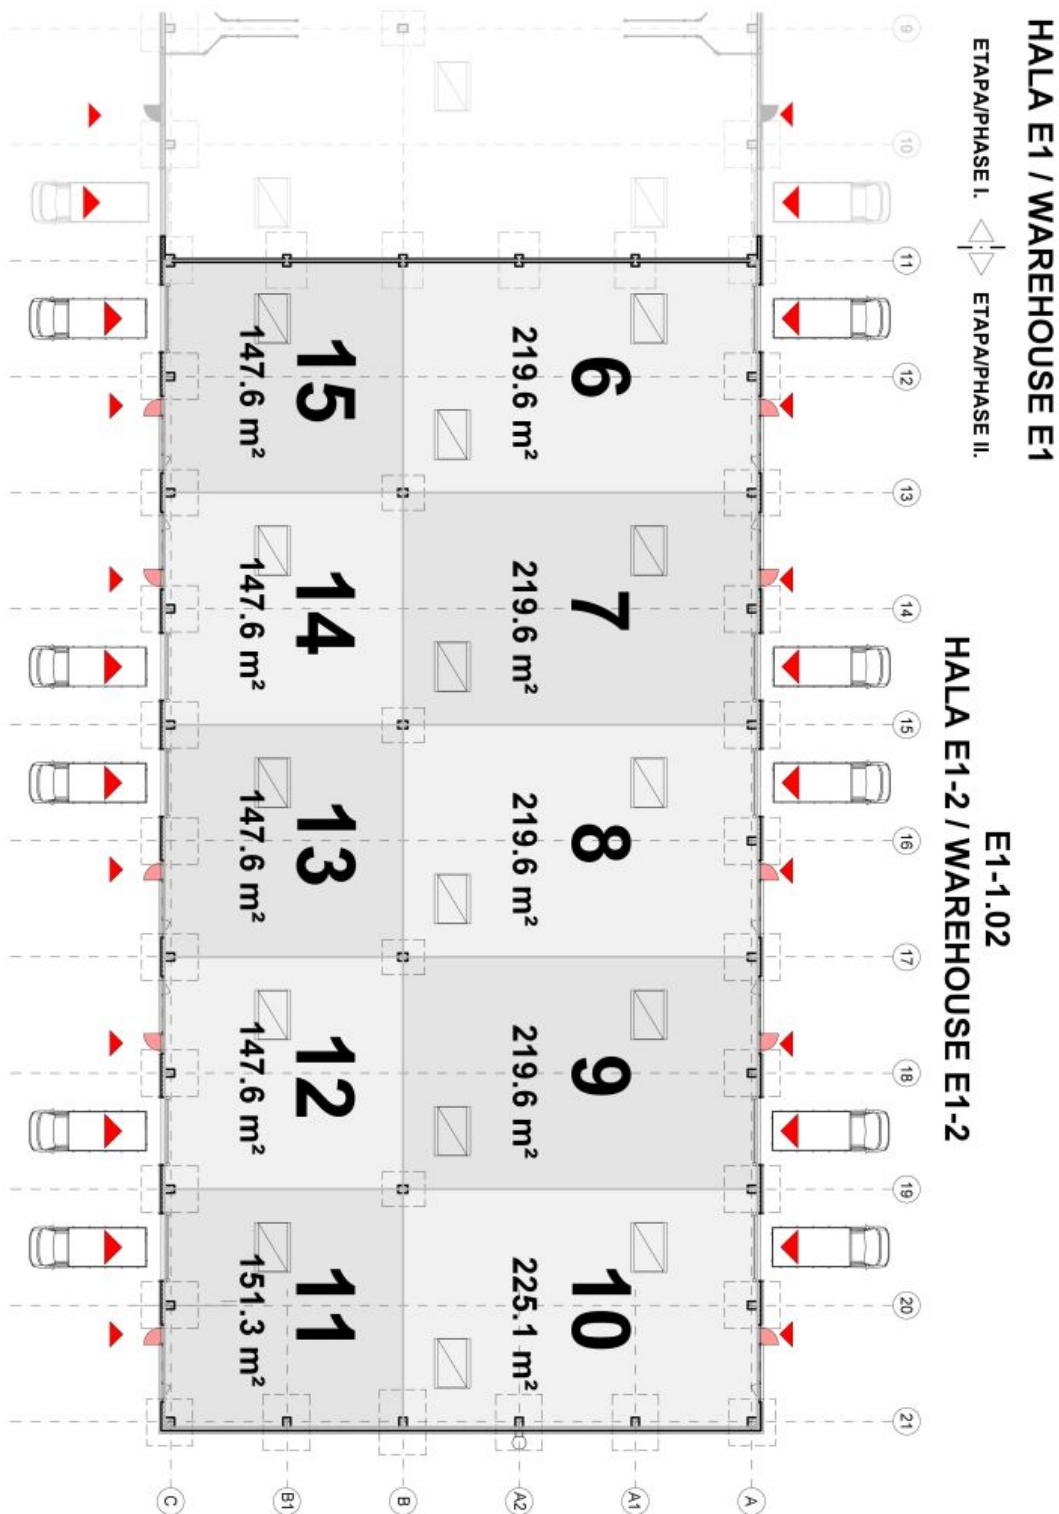 HALA E1 / WAREHOUSE E1
ETAPA/PHASE I.
ETAPA/PHASE II.
E1-1.02
HALA E1-2 / WAREHOUSE E1-2
9
10
11
12
13
14
15
16
17
18
19
20
21
6
219.6 m²
7
219.6 m²
8
219.6 m²
9
219.6 m²
10
225.1 m²
15
147.6 m²
14
147.6 m²
13
147.6 m²
12
147.6 m²
11
151.3 m²
A
A1
A2
B
B1
C